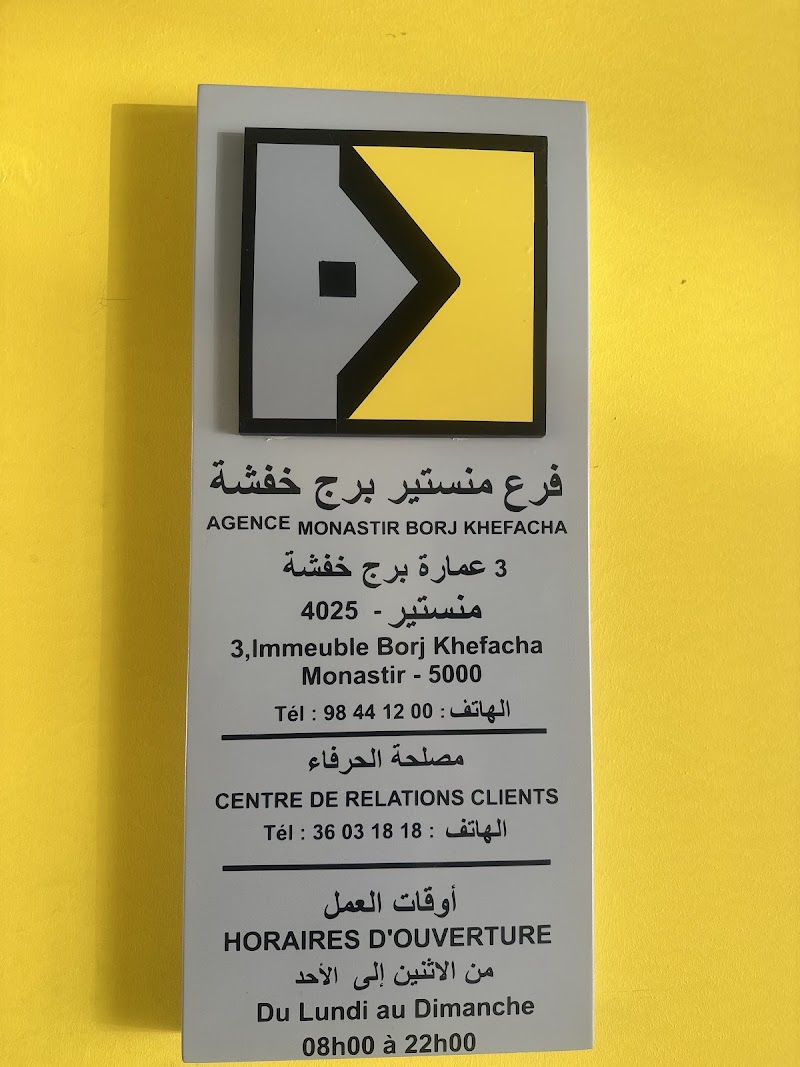 فرع منستير برج خفشة
AGENCE MONASTIR BORJ KHEFACHA
3 عمارة برج خفشة
منستير - 4025
3,Immeuble Borj Khefacha
Monastir - 5000
Tél : 98 44 12 00 : الهاتف
مصلحة الحرفاء
CENTRE DE RELATIONS CLIENTS
Tél : 36 03 18 18 : الهاتف
أوقات العمل
HORAIRES D'OUVERTURE
من الاثنين إلى الأحد
Du Lundi au Dimanche
08h00 à 22h00